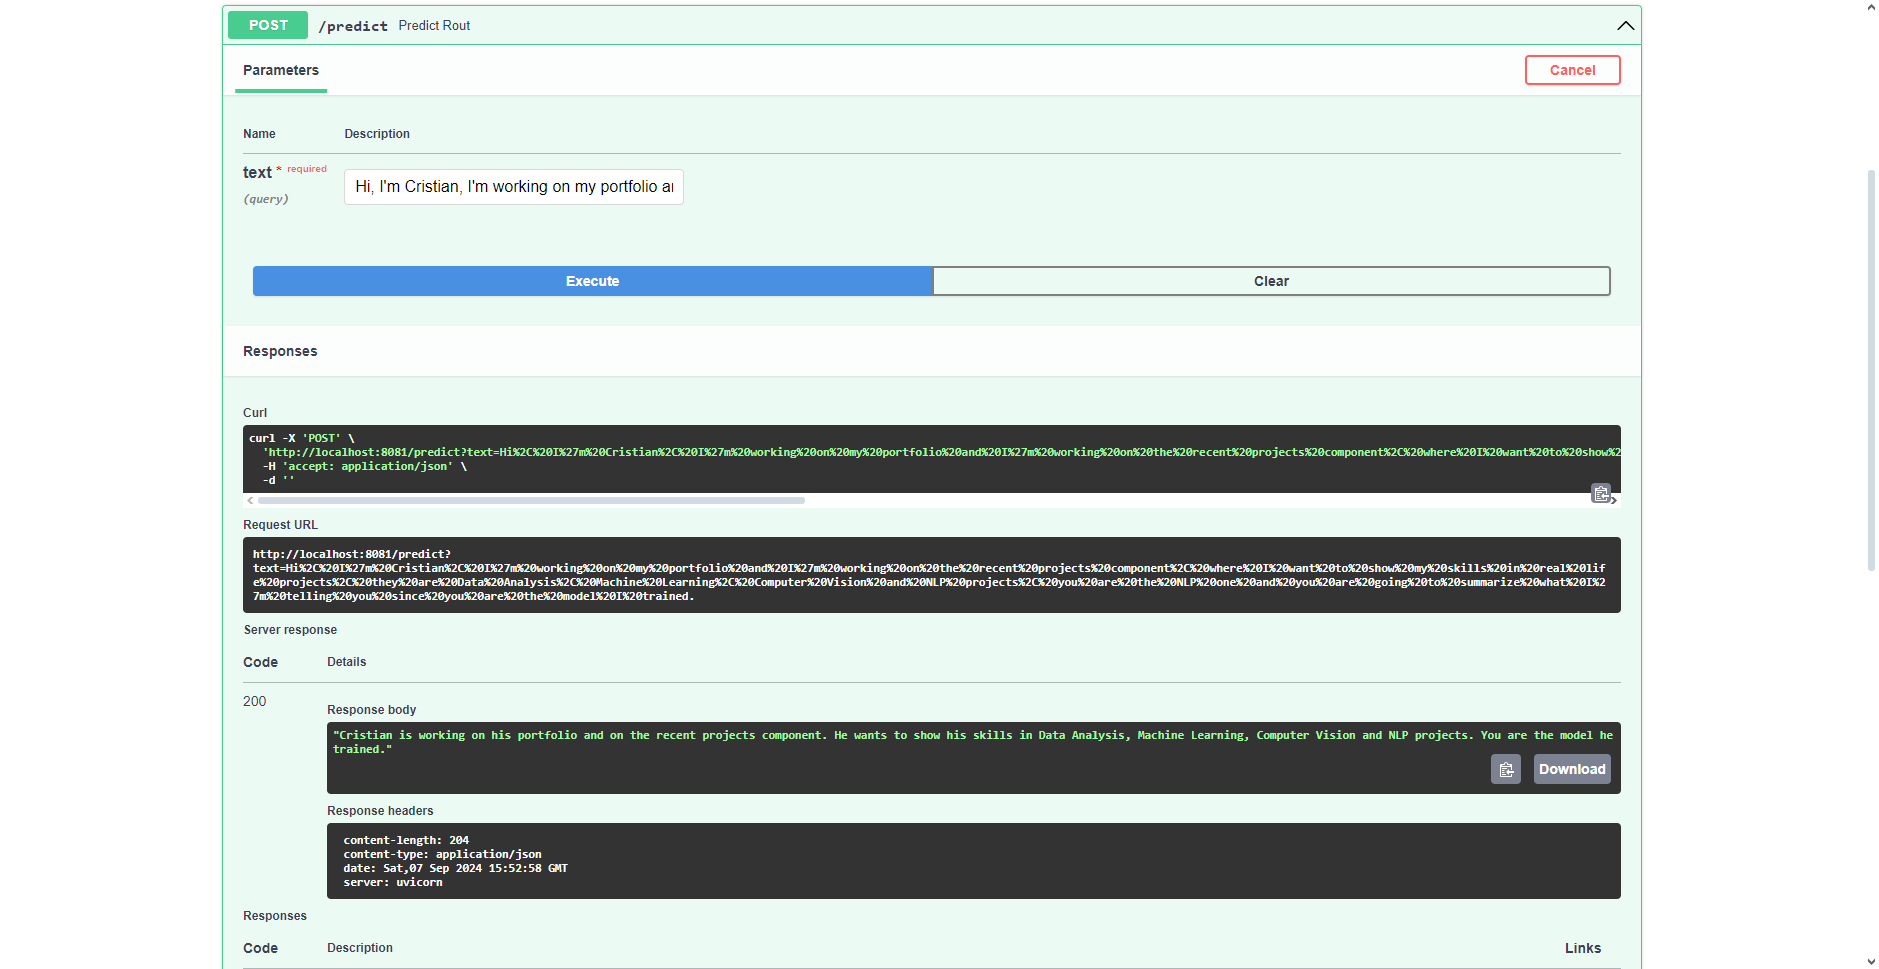 POST /predict Predict Rout
Parameters
Cancel
Name Description
text * required
(query)
Hi, I'm Cristian, I'm working on my portfolio ar
Execute Clear
Responses
Curl
curl -X 'POST' \
'http://localhost:8081/predict?text=Hi%2C%20I%27m%20Cristian%2C%20I%27m%20working%20on%20my%20portfolio%20and%20I%27m%20working%20on%20the%20recent%20projects%20component%2C%20where%20I%20want%20to%20show%2
-H 'accept: application/json' \
-d ''
Request URL
http://localhost:8081/predict?
text=Hi%2C%20I%27m%20Cristian%2C%20I%27m%20working%20on%20my%20portfolio%20and%20I%27m%20working%20on%20the%20recent%20projects%20component%2C%20where%20I%20want%20to%20show%20my%20skills%20in%20real%20lif
e%20projects%2C%20they%20are%20Data%20Analysis%2C%20Machine%20Learning%2C%20Computer%20Vision%20and%20NLP%20projects%2C%20you%20are%20the%20NLP%20one%20and%20you%20are%20going%20to%20summarize%20what%20I%2
7m%20telling%20you%20since%20you%20are%20the%20model%20I%20trained.
Server response
Code Details
200
Response body
"Cristian is working on his portfolio and on the recent projects component. He wants to show his skills in Data Analysis, Machine Learning, Computer Vision and NLP projects. You are the model he
trained."
Download
Response headers
content-length: 204
content-type: application/json
date: Sat,07 Sep 2024 15:52:58 GMT
server: uvicorn
Responses
Code Description Links